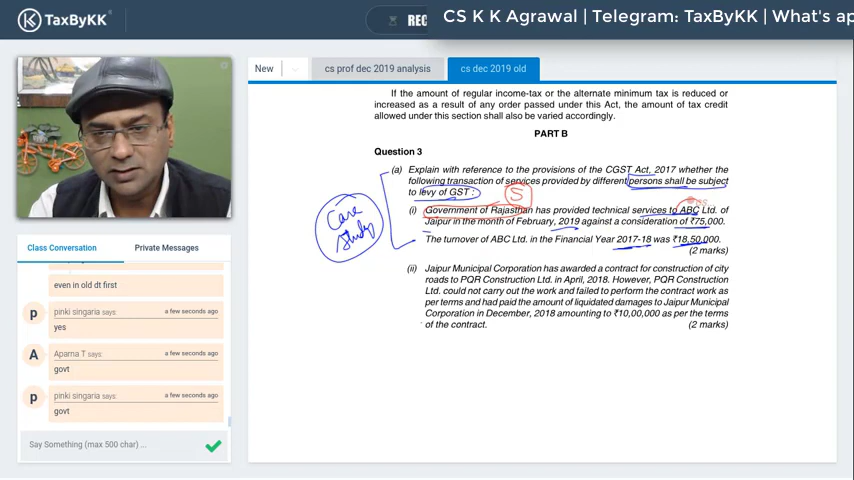 TaxByKK®
REC
CS K K Agrawal | Telegram: TaxByKK | What's ap
New
cs prof dec 2019 analysis
cs dec 2019 old
If the amount of regular income-tax or the alternate minimum tax is reduced or
increased as a result of any order passed under this Act, the amount of tax credit
allowed under this section shall also be varied accordingly.
PART B
Question 3
(a) Explain with reference to the provisions of the CGST Act, 2017 whether the
following transaction of services provided by different persons shall be subject
to levy of GST :
S
(i) Government of Rajasthan has provided technical services to ABC Ltd. of
Jaipur in the month of February, 2019 against a consideration of ₹75,000.
The turnover of ABC Ltd. in the Financial Year 2017-18 was ₹18,50,000.
(2 marks)
Case
Study
(ii) Jaipur Municipal Corporation has awarded a contract for construction of city
roads to PQR Construction Ltd. in April, 2018. However, PQR Construction
Ltd. could not carry out the work and failed to perform the contract work as
per terms and had paid the amount of liquidated damages to Jaipur Municipal
Corporation in December, 2018 amounting to ₹10,00,000 as per the terms
of the contract.
(2 marks)
Class Conversation
Private Messages
even in old dt first
p
pinki singaria says:
a few seconds ago
yes
A
Aparna T says:
a few seconds ago
govt
p
pinki singaria says:
a few seconds ago
govt
Say Something (max 500 char) ...